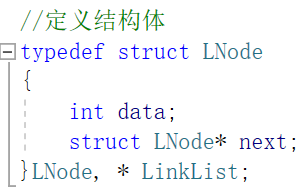 //定义结构体
typedef struct LNode
{
    int data;
    struct LNode* next;
}LNode, * LinkList;